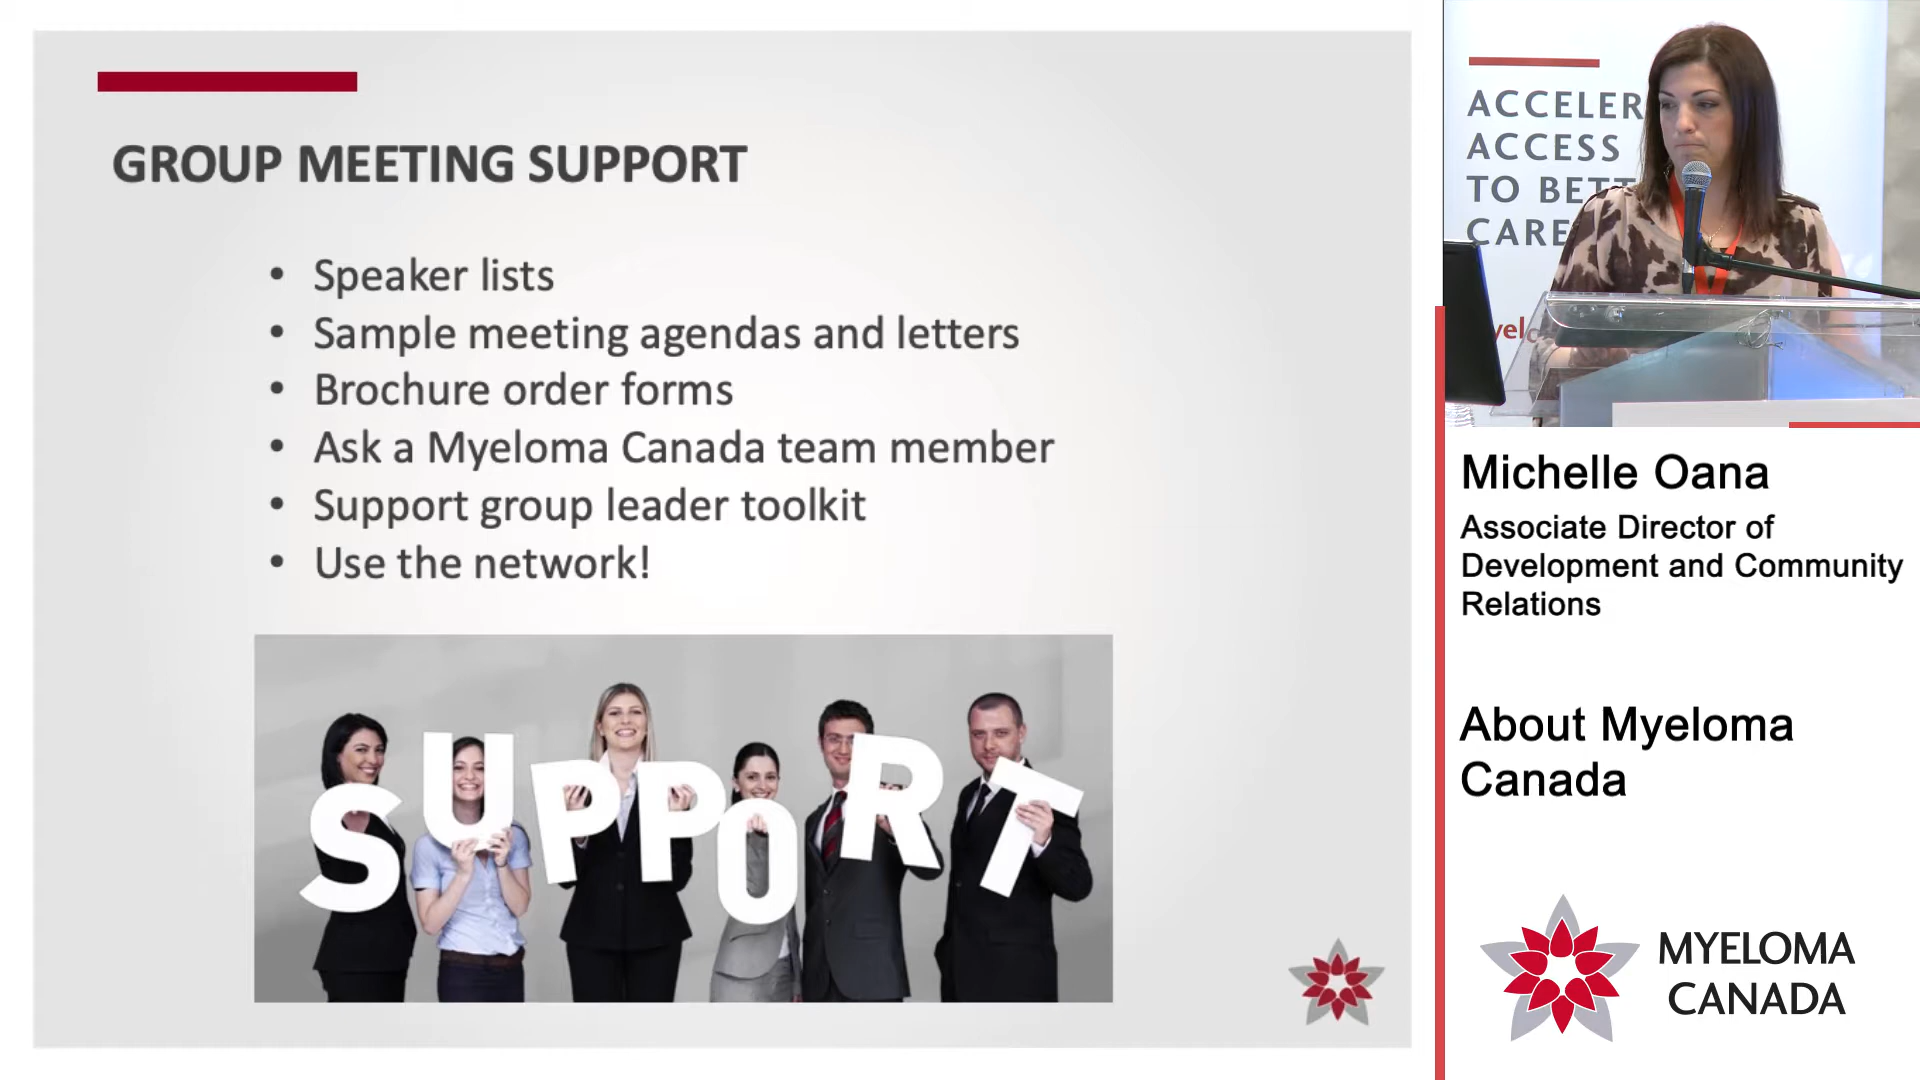 GROUP MEETING SUPPORT
• Speaker lists
• Sample meeting agendas and letters
• Brochure order forms
• Ask a Myeloma Canada team member
• Support group leader toolkit
• Use the network!
SUPPORT
ACCELER
ACCESS
TO BETT
CARE
yelo
Michelle Oana
Associate Director of
Development and Community
Relations
About Myeloma
Canada
MYELOMA
CANADA